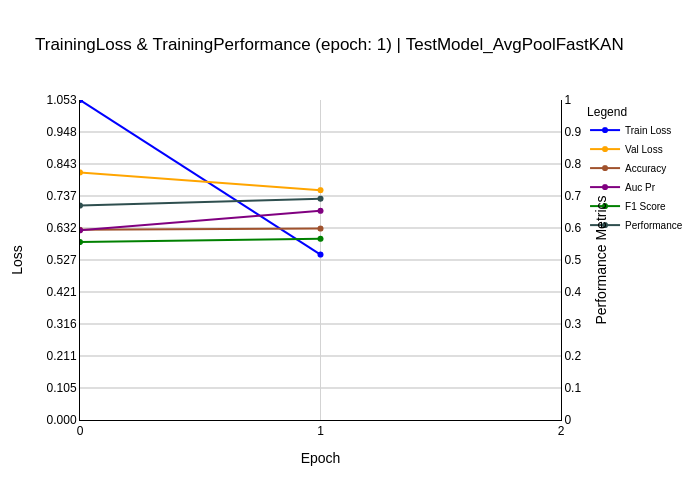 TrainingLoss & TrainingPerformance (epoch: 1) | TestModel_AvgPoolFastKAN
1.053
0.948
0.843
0.737
0.632
0.527
0.421
0.316
0.211
0.105
0.000
Loss
0
1
2
Epoch
1
0.9
0.8
0.7
0.6
0.5
0.4
0.3
0.2
0.1
0
Performance Metrics
Legend
Train Loss
Val Loss
Accuracy
Auc Pr
F1 Score
Performance